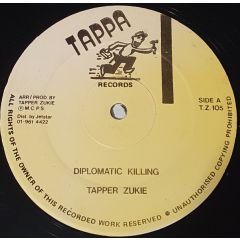 TAPPA
RECORDS
ARR/PROD BY
TAPPER ZUKIE
℗ M.C.P.S.
Dist by Jetstar
01-961 4422
SIDE A
T.Z. 105
DIPLOMATIC KILLING
TAPPER ZUKIE
ALL RIGHTS OF THE OWNER OF THIS RECORDED WORK RESERVED ● UNAUTHORISED COPYING PROHIBITED